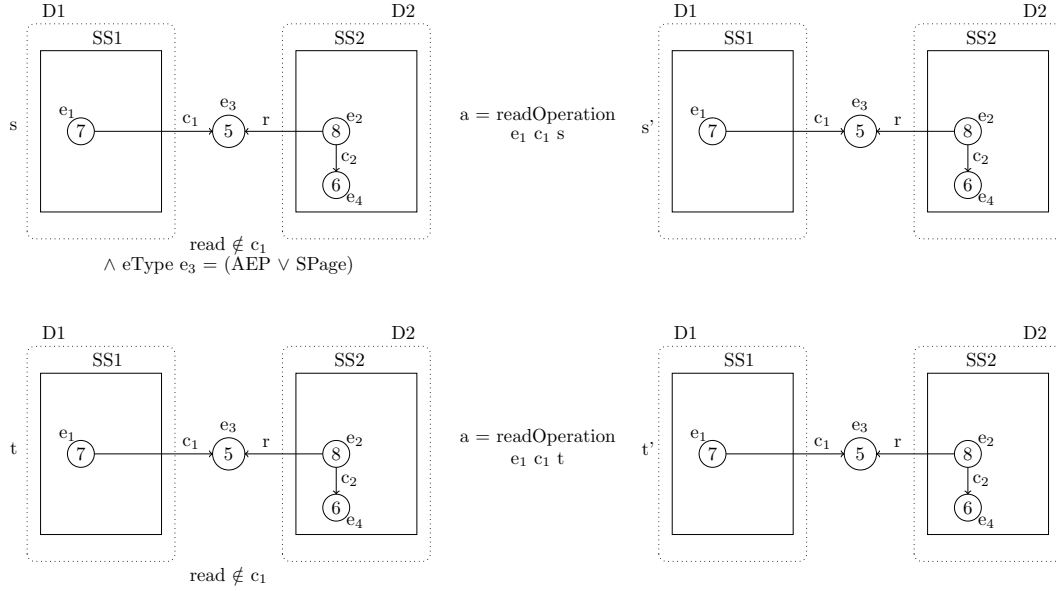 D1
D2
D1
D2
SS1
SS2
SS1
SS2
s
e₁
7
c₁
e₃
5
r
8
e₂
c₂
6
e₄
a = readOperation
e₁ c₁ s
s’
e₁
7
c₁
e₃
5
r
8
e₂
c₂
6
e₄
read ∉ c₁
∧ eType e₃ = (AEP ∨ SPage)
D1
D2
D1
D2
SS1
SS2
SS1
SS2
t
e₁
7
c₁
e₃
5
r
8
e₂
c₂
6
e₄
a = readOperation
e₁ c₁ t
t’
e₁
7
c₁
e₃
5
r
8
e₂
c₂
6
e₄
read ∉ c₁